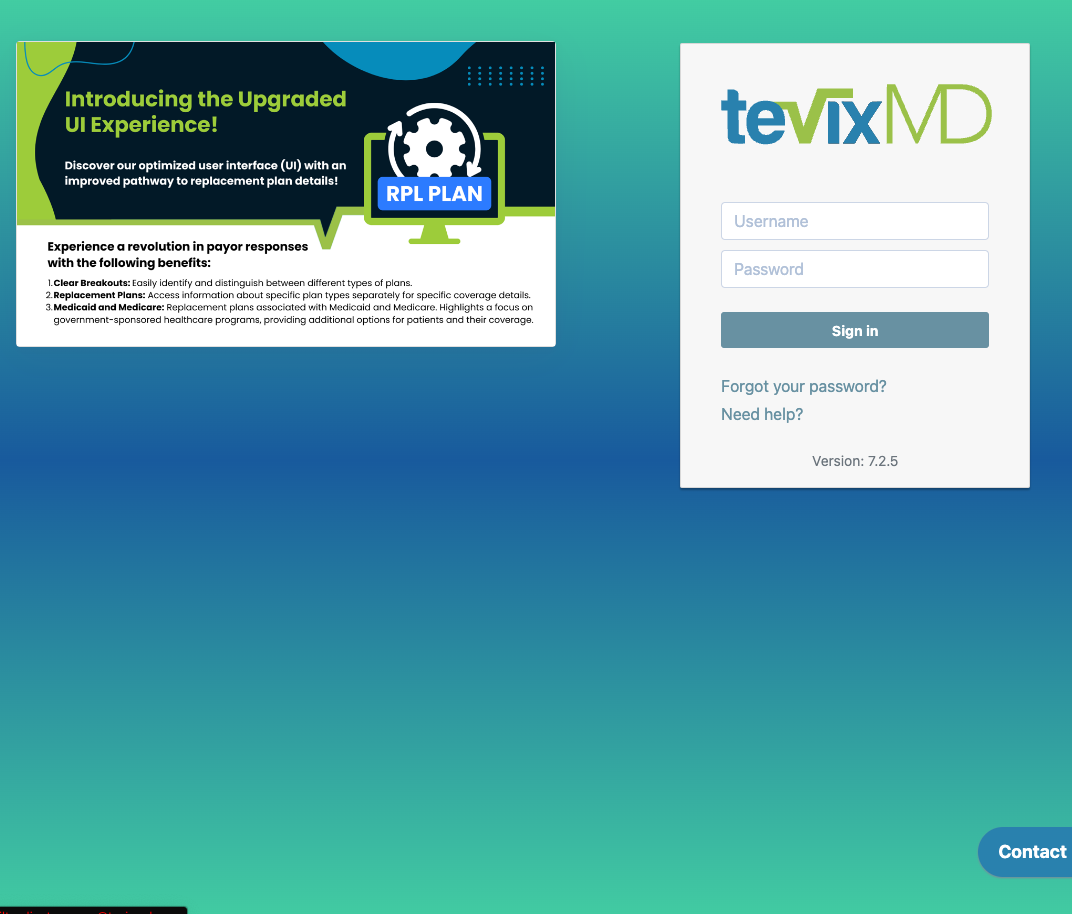 Introducing the Upgraded
UI Experience!
Discover our optimized user interface (UI) with an
improved pathway to replacement plan details!
RPL PLAN
Experience a revolution in payor responses
with the following benefits:
1. Clear Breakouts: Easily identify and distinguish between different types of plans.
2. Replacement Plans: Access information about specific plan types separately for specific coverage details.
3. Medicaid and Medicare: Replacement plans associated with Medicaid and Medicare. Highlights a focus on
government-sponsored healthcare programs, providing additional options for patients and their coverage.
tevixMD
Username
Password
Sign in
Forgot your password?
Need help?
Version: 7.2.5
Contact